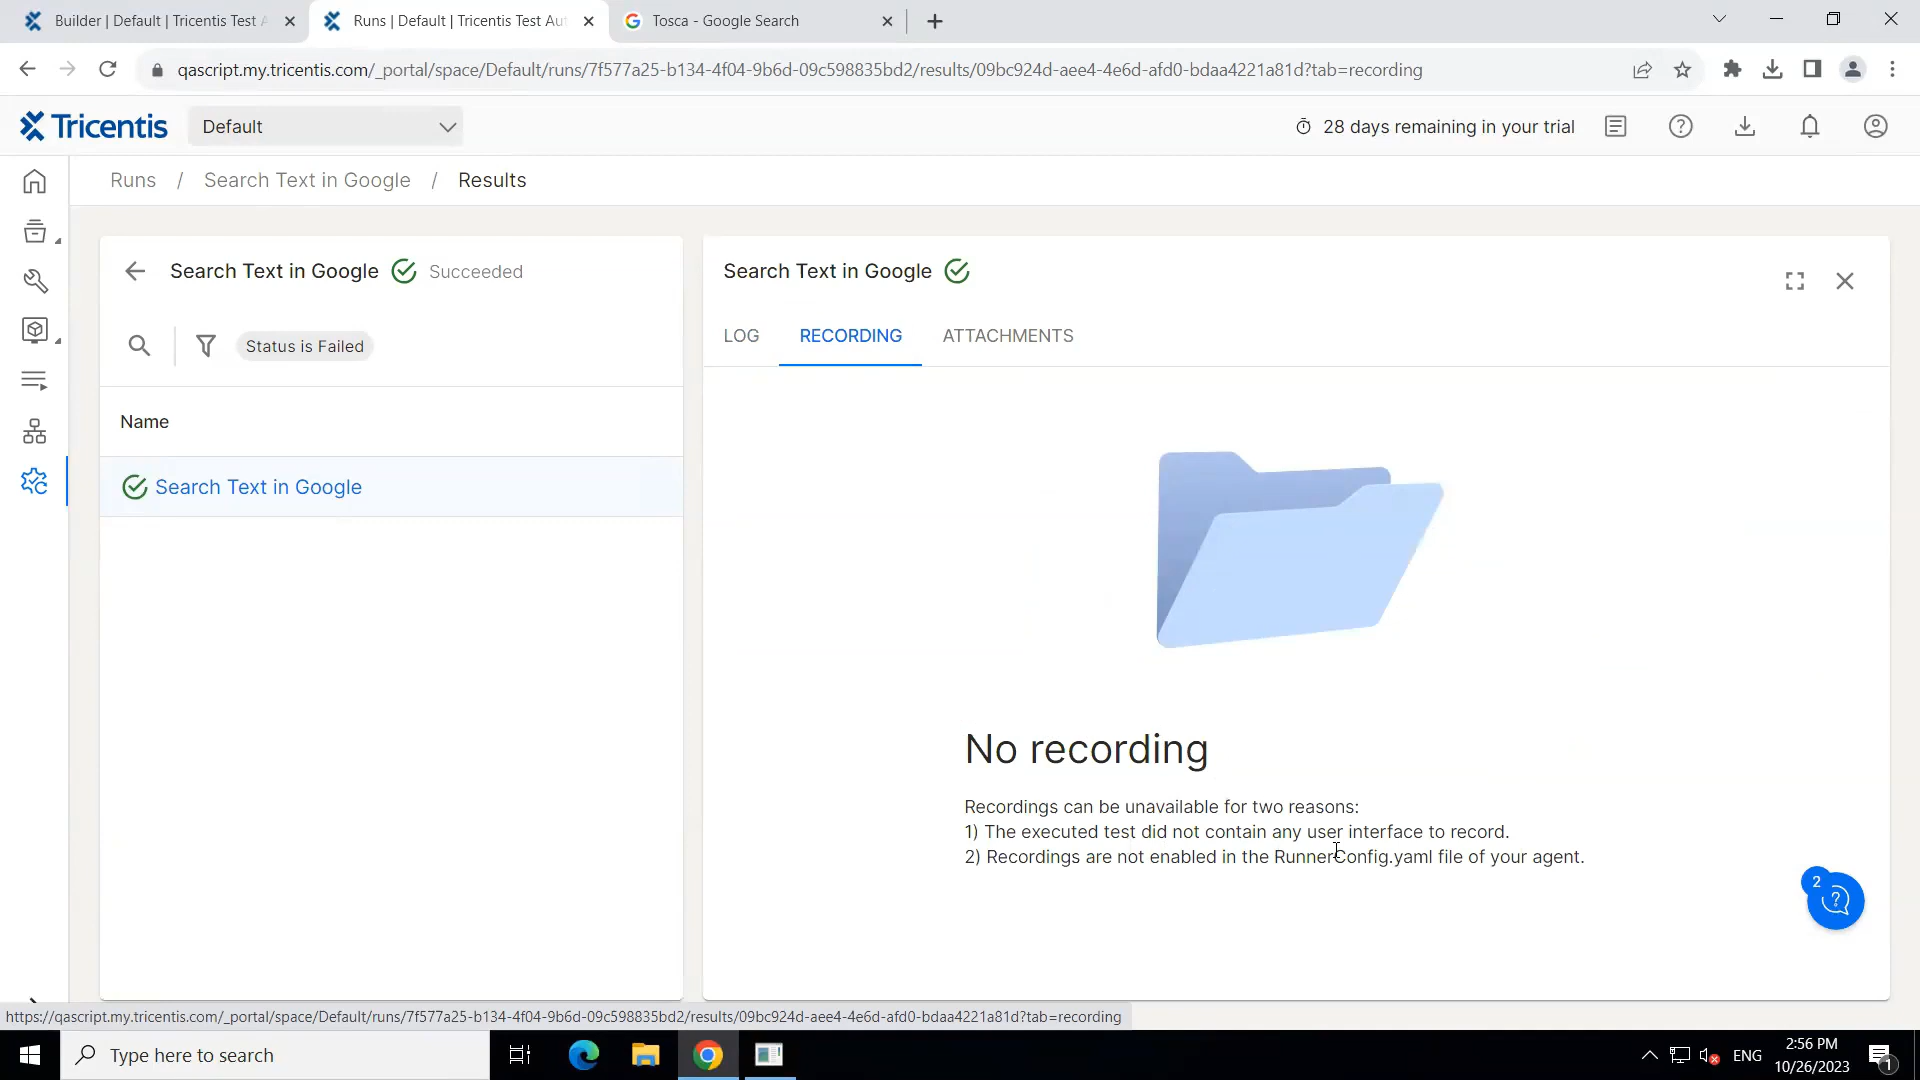 Builder | Default | Tricentis Test A
Runs | Default | Tricentis Test Aut
Tosca - Google Search
qascript.my.tricentis.com/_portal/space/Default/runs/7f577a25-b134-4f04-9b6d-09c598835bd2/results/09bc924d-aee4-4e6d-afd0-bdaa4221a81d?tab=recording
Tricentis
Default
28 days remaining in your trial
Runs / Search Text in Google / Results
Search Text in Google
Succeeded
Status is Failed
Name
Search Text in Google
Search Text in Google
LOG
RECORDING
ATTACHMENTS
No recording
Recordings can be unavailable for two reasons:
1) The executed test did not contain any user interface to record.
2) Recordings are not enabled in the RunnerConfig.yaml file of your agent.
2
https://qascript.my.tricentis.com/_portal/space/Default/runs/7f577a25-b134-4f04-9b6d-09c598835bd2/results/09bc924d-aee4-4e6d-afd0-bdaa4221a81d?tab=recording
Type here to search
ENG
2:56 PM
10/26/2023
1